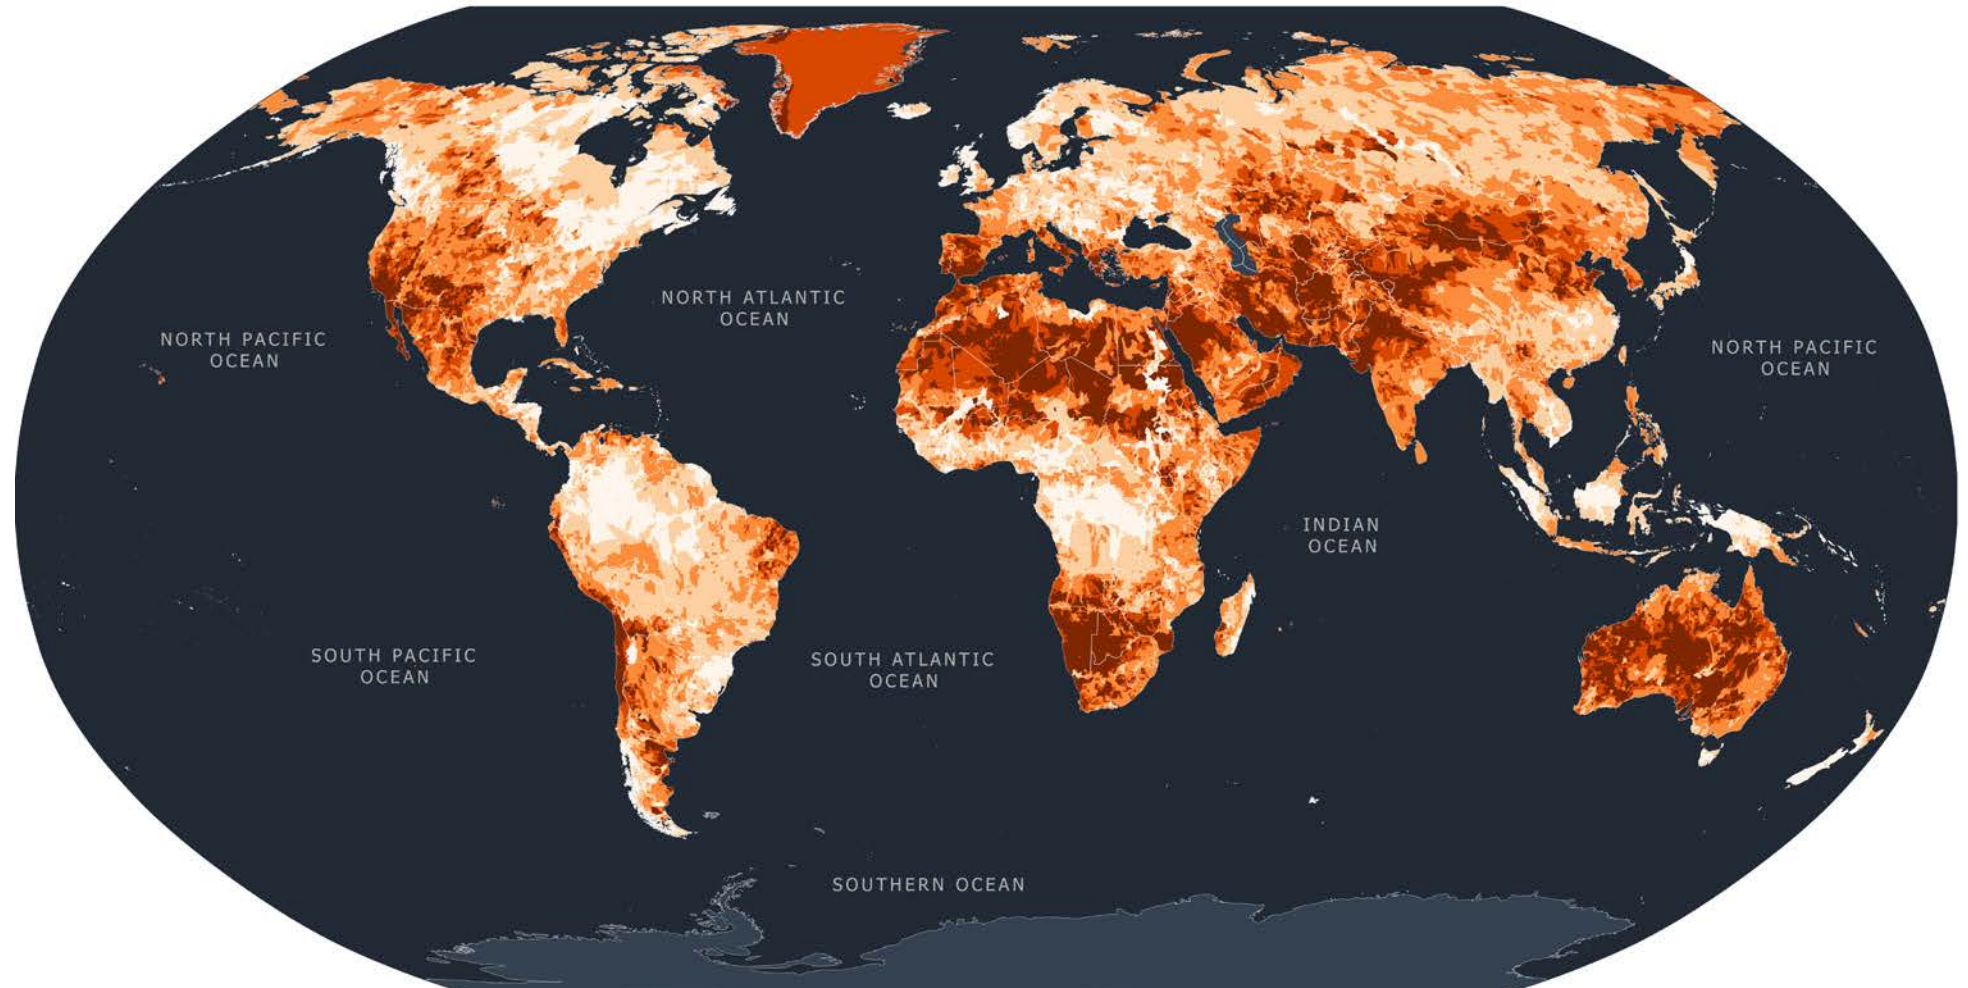 NORTH ATLANTIC
OCEAN
NORTH PACIFIC
OCEAN
NORTH PACIFIC
OCEAN
INDIAN
OCEAN
SOUTH PACIFIC
OCEAN
SOUTH ATLANTIC
OCEAN
SOUTHERN OCEAN